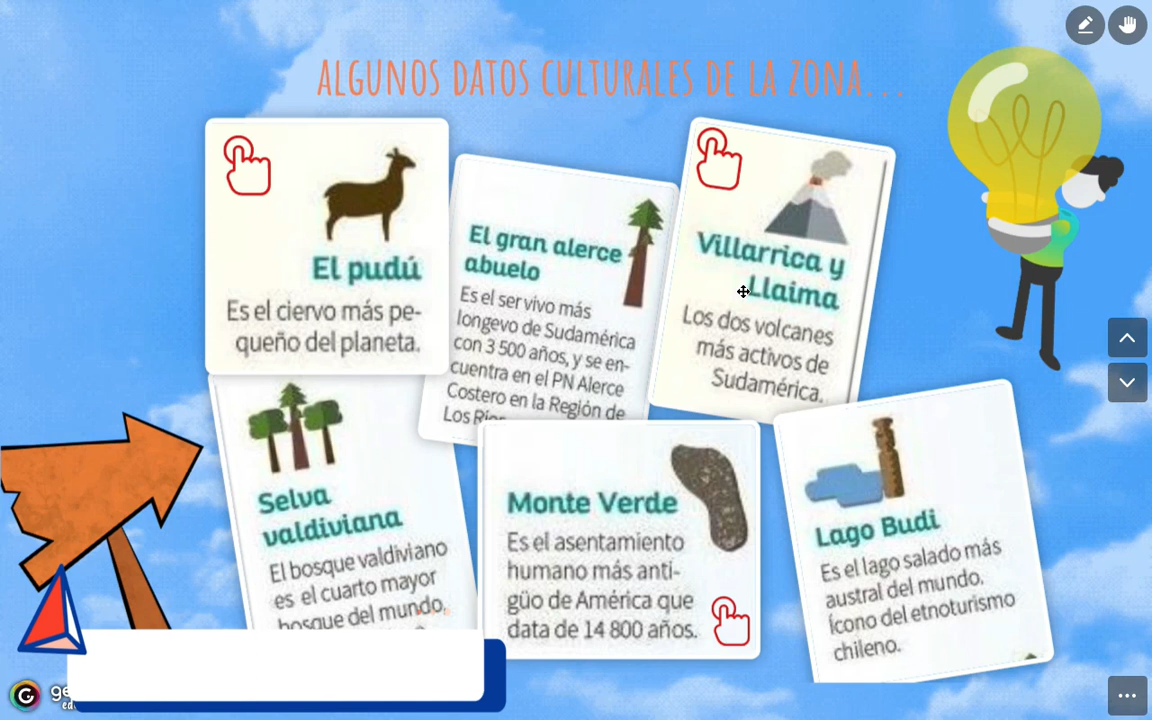 ALGUNOS DATOS CULTURALES DE LA ZONA...
El pudú
Es el ciervo más pe-
queño del planeta.
El gran alerce
abuelo
Es el ser vivo más
longevo de Sudamérica
con 3 500 años, y se en-
cuentra en el PN Alerce
Costero en la Región de
Los
Villarrica y
Llaima
Los dos volcanes
más activos de
Sudamérica.
Selva
valdiviana
El bosque valdiviano
es el cuarto mayor
bosque del mundo,
Monte Verde
Es el asentamiento
humano más anti-
güo de América que
data de 14 800 años.
Lago Budi
Es el lago salado más
austral del mundo.
Ícono del etnoturismo
chileno.